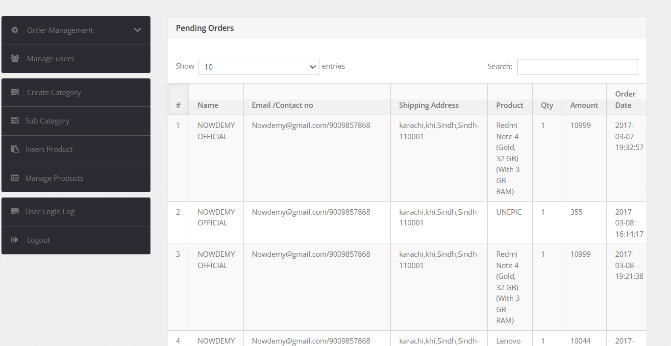 Order Management
Manage users
Create Category
Sub Category
Insert Product
Manage Products
User Login Log
Logout
Pending Orders
Show 10 entries
Search:
# Name Email /Contact no Shipping Address Product Qty Amount Order
Date
1 NOWDEMY Nowdemy@gmail.com/9009857868 karachi,khi,Sindh,Sindh- Redmi 1 10999 2017-
OFFICIAL 110001 Note 4 03-07
(Gold, 19:32:57
32 GB)
(With 3
GB
RAM)
2 NOWDEMY Nowdemy@gmail.com/9009857868 karachi,khi,Sindh,Sindh- UNEPIC 1 355 2017-
OFFICIAL 110001 03-08
16:14:17
3 NOWDEMY Nowdemy@gmail.com/9009857868 karachi,khi,Sindh,Sindh- Redmi 1 10999 2017-
OFFICIAL 110001 Note 4 03-08
(Gold, 19:21:38
32 GB)
(With 3
GB
RAM)
4 NOWDEMY Nowdemy@gmail.com/9009857868 karachi,khi,Sindh,Sindh- Lenovo 1 10044 2017-